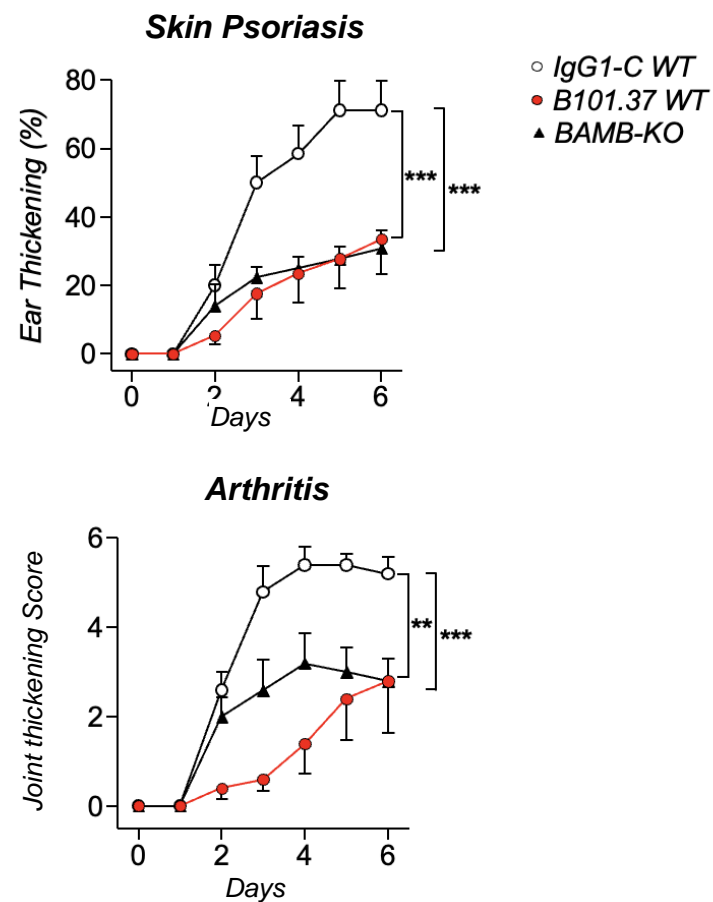 Skin Psoriasis
IgG1-C WT
B101.37 WT
BAMB-KO
Ear Thickening (%)
80
60
40
20
0
***
***
0 2 4 6
Days
Arthritis
Joint thickening Score
6
4
2
0
**
***
0 2 4 6
Days